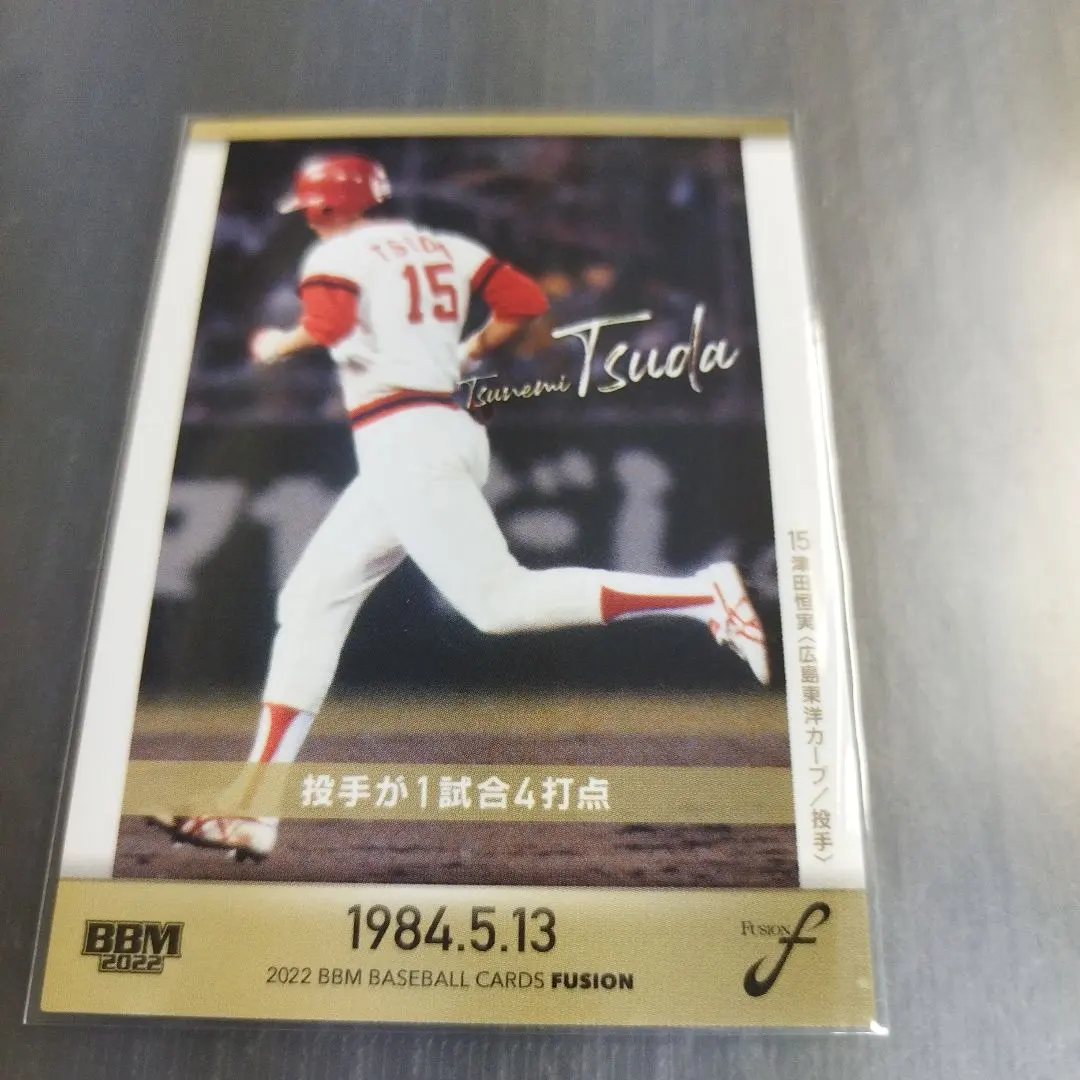 TSUDA
15
Tsunemi Tsuda
15 津田恒実〈広島東洋カープ/投手〉
投手が1試合4打点
BBM
2022
1984.5.13
2022 BBM BASEBALL CARDS FUSION
FUSION f